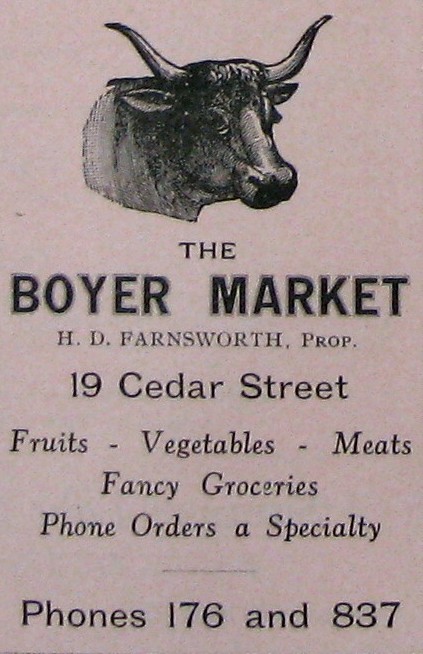 THE
BOYER MARKET
H. D. FARNSWORTH, PROP.
19 Cedar Street
Fruits - Vegetables - Meats
Fancy Groceries
Phone Orders a Specialty
Phones 176 and 837